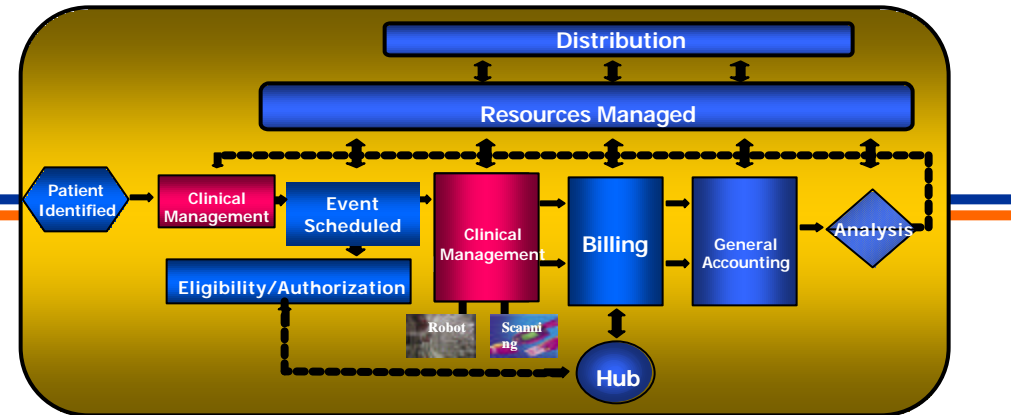 Distribution
Resources Managed
Patient
Identified
Clinical
Management
Event
Scheduled
Eligibility/Authorization
Clinical
Management
Robot
Scanni
ng
Billing
General
Accounting
Analysis
Hub